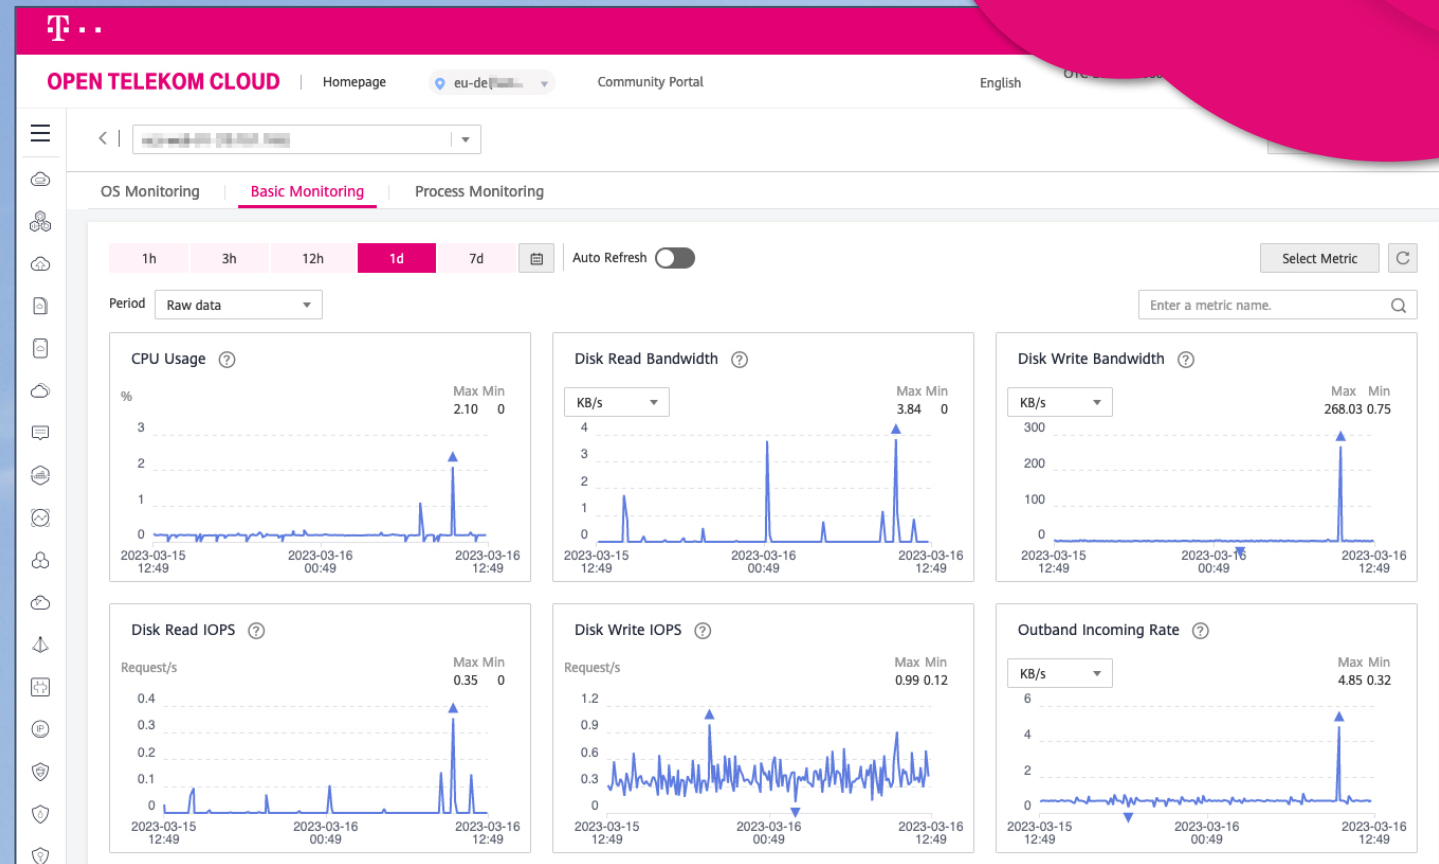 T
OPEN TELEKOM CLOUD
Homepage
eu-de
Community Portal
English
OS Monitoring
Basic Monitoring
Process Monitoring
1h
3h
12h
1d
7d
Auto Refresh
Select Metric
Period
Raw data
Enter a metric name.
CPU Usage ?
%
Max Min
2.10 0
3
2
1
0
2023-03-15 12:49
2023-03-16 00:49
2023-03-16 12:49
Disk Read Bandwidth ?
KB/s
Max Min
3.84 0
4
3
2
1
0
2023-03-15 12:49
2023-03-16 00:49
2023-03-16 12:49
Disk Write Bandwidth ?
KB/s
Max Min
268.03 0.75
300
200
100
0
2023-03-15 12:49
2023-03-16 00:49
2023-03-16 12:49
Disk Read IOPS ?
Request/s
Max Min
0.35 0
0.4
0.3
0.2
0.1
0
2023-03-15 12:49
2023-03-16 00:49
2023-03-16 12:49
Disk Write IOPS ?
Request/s
Max Min
0.99 0.12
1.2
0.9
0.6
0.3
0
2023-03-15 12:49
2023-03-16 00:49
2023-03-16 12:49
Outband Incoming Rate ?
KB/s
Max Min
4.85 0.32
6
4
2
0
2023-03-15 12:49
2023-03-16 00:49
2023-03-16 12:49
IP